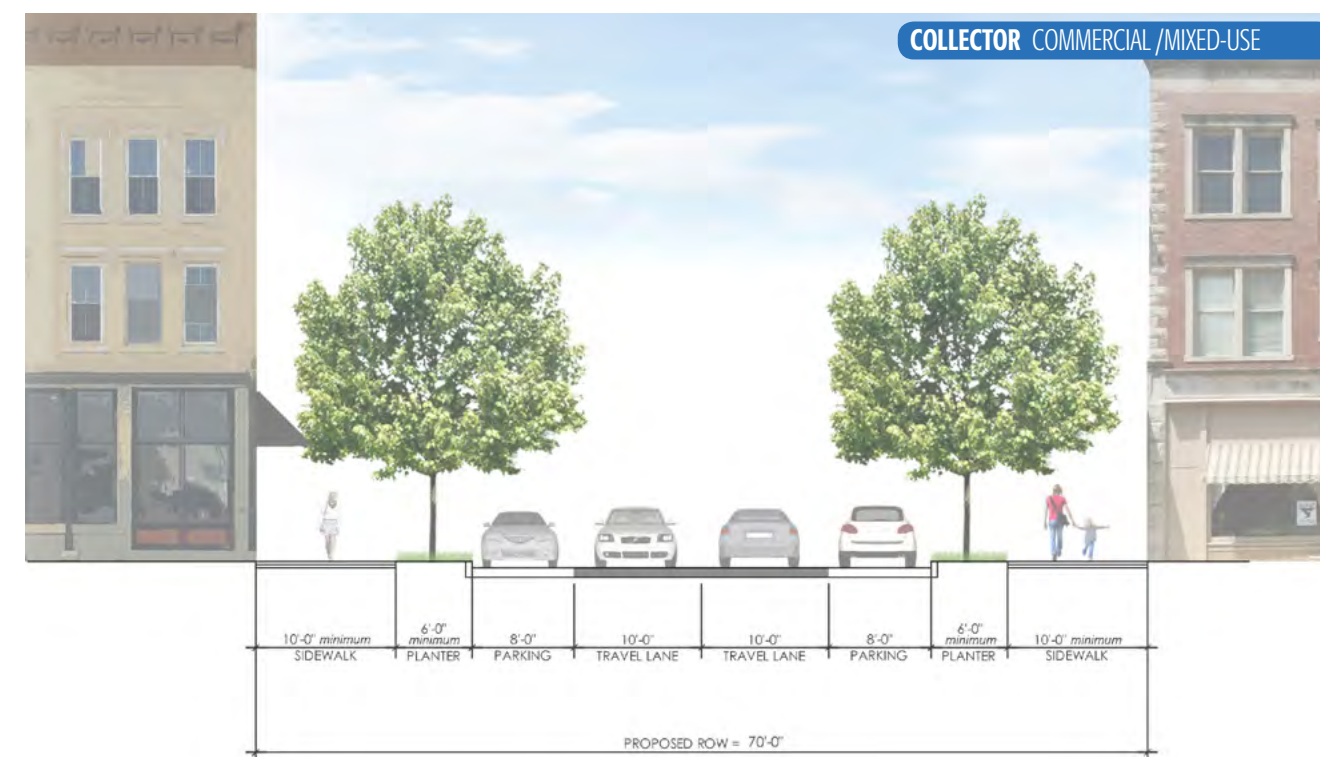 COLLECTOR COMMERCIAL /MIXED-USE
10'-0" minimum
SIDEWALK
6'-0"
minimum
PLANTER
8'-0"
PARKING
10'-0"
TRAVEL LANE
10'-0"
TRAVEL LANE
8'-0"
PARKING
6'-0"
minimum
PLANTER
10'-0" minimum
SIDEWALK
PROPOSED ROW = 70'-0"